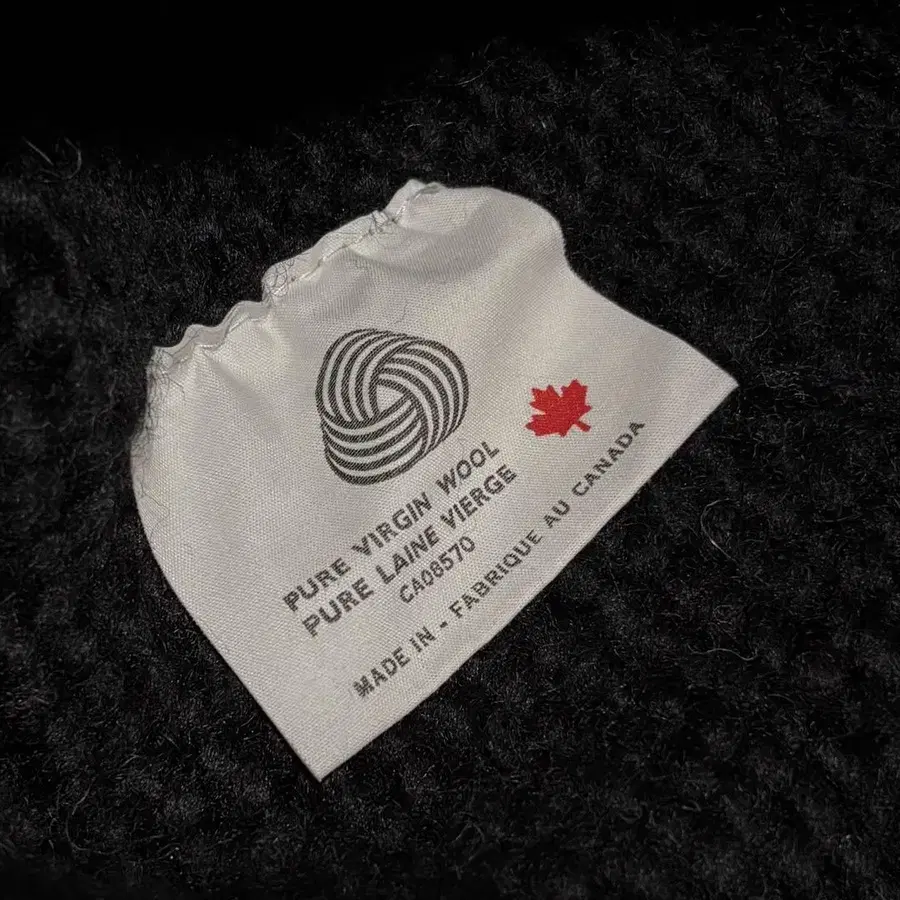 PURE VIRGIN WOOL
PURE LAINE VIERGE
CA08570
MADE IN - FABRIQUE AU CANADA